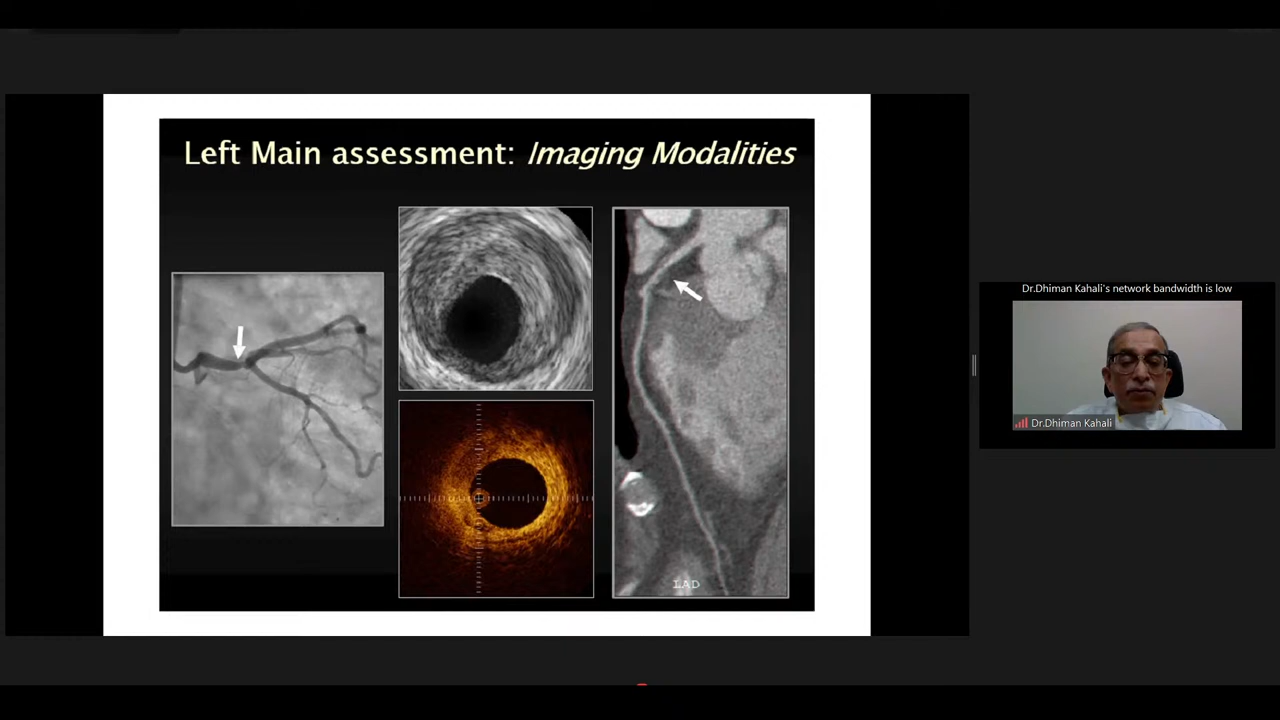 Left Main assessment: Imaging Modalities
LAD
Dr.Dhiman Kahali's network bandwidth is low
Dr.Dhiman Kahali